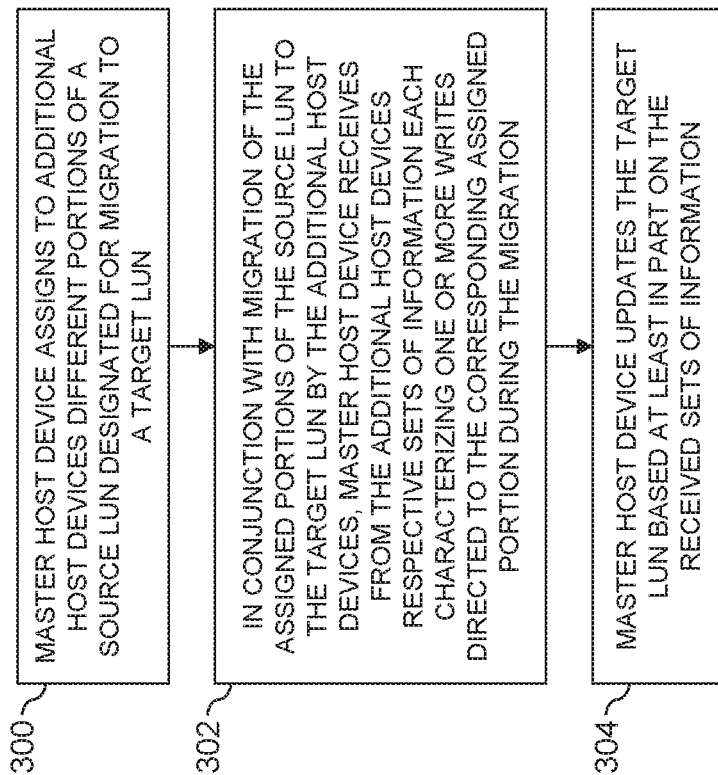 300
MASTER HOST DEVICE ASSIGNS TO ADDITIONAL
HOST DEVICES DIFFERENT PORTIONS OF A
SOURCE LUN DESIGNATED FOR MIGRATION TO
A TARGET LUN
302
IN CONJUNCTION WITH MIGRATION OF THE
ASSIGNED PORTIONS OF THE SOURCE LUN TO
THE TARGET LUN BY THE ADDITIONAL HOST
DEVICES, MASTER HOST DEVICE RECEIVES
FROM THE ADDITIONAL HOST DEVICES
RESPECTIVE SETS OF INFORMATION EACH
CHARACTERIZING ONE OR MORE WRITES
DIRECTED TO THE CORRESPONDING ASSIGNED
PORTION DURING THE MIGRATION
304
MASTER HOST DEVICE UPDATES THE TARGET
LUN BASED AT LEAST IN PART ON THE
RECEIVED SETS OF INFORMATION